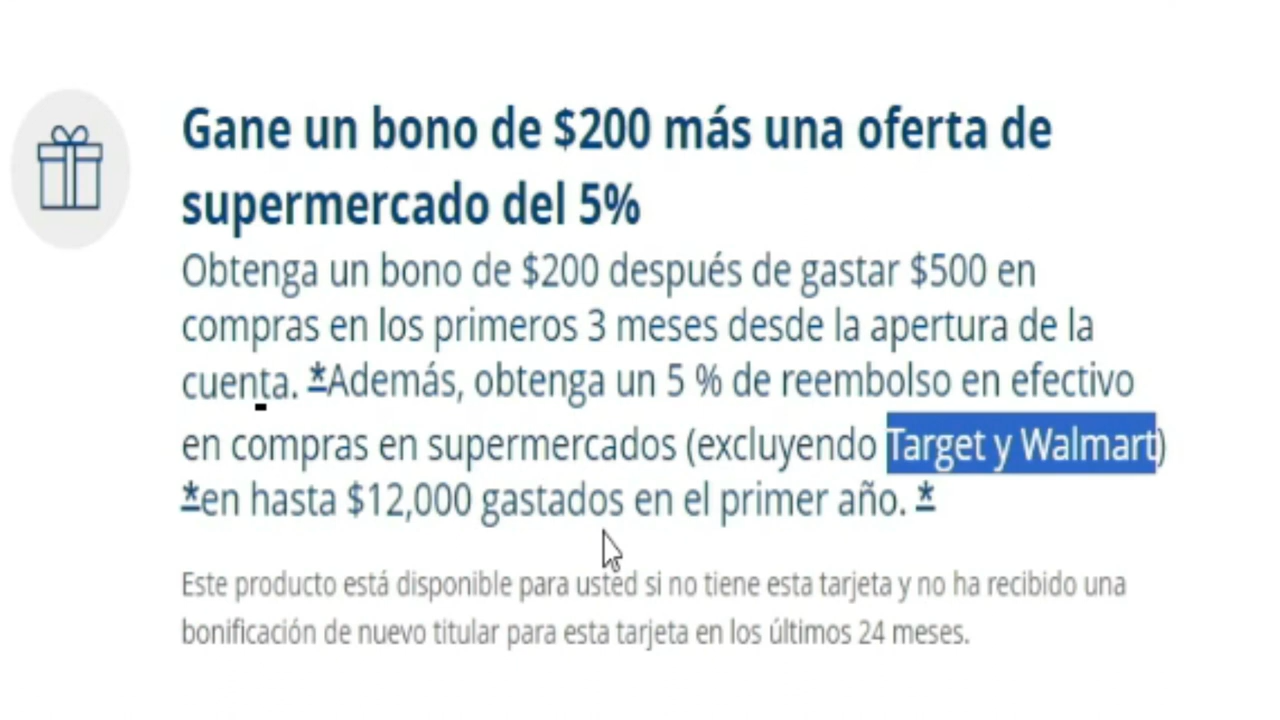 Gane un bono de $200 más una oferta de
supermercado del 5%
Obtenga un bono de $200 después de gastar $500 en
compras en los primeros 3 meses desde la apertura de la
cuenta. *Además, obtenga un 5 % de reembolso en efectivo
en compras en supermercados (excluyendo Target y Walmart)
*en hasta $12,000 gastados en el primer año. *
Este producto está disponible para usted si no tiene esta tarjeta y no ha recibido una
bonificación de nuevo titular para esta tarjeta en los últimos 24 meses.